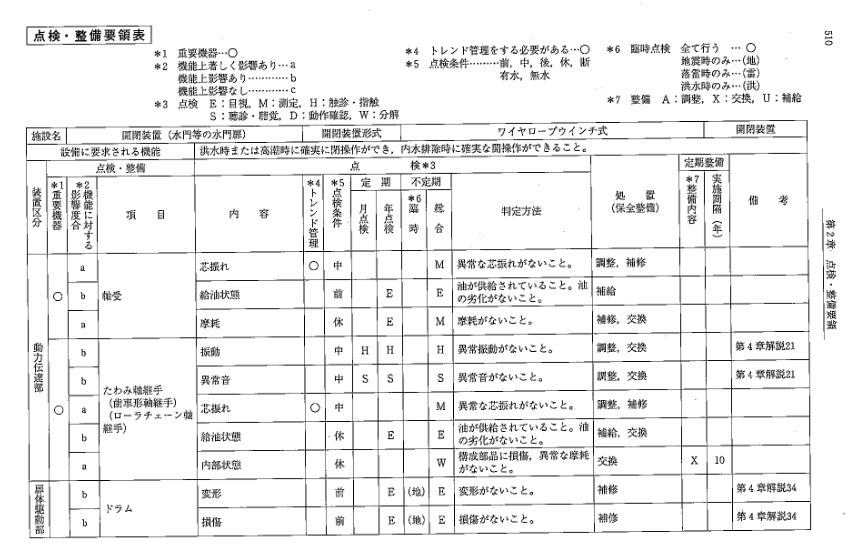 点検・整備要領表
510
*1 重要機器…○
*2 機能上著しく影響あり…a
機能上影響あり…………b
機能上影響なし…………c
*3 点検 E：目視，M：測定，H：触診・指触
S：聴診・聴覚，D：動作確認，W：分解
*4 トレンド管理をする必要がある…○
*5 点検条件………前，中，後，休，断
有水，無水
*6 臨時点検 全て行う …○
地震時のみ…(地)
落雷時のみ…(雷)
洪水時のみ…(洪)
*7 整備 A：調整，X：交換，U：補給
施設名 開閉装置（水門等の水門扉） 開閉装置形式 ワイヤロープウインチ式 開閉装置
設備に要求される機能 洪水時または高潮時に確実に閉操作ができ，内水排除時に確実な開操作ができること。
点検・整備 点 検*3 処 置（保全整備） 定期整備 備 考
装置区分 *1重要機器 *2機能に対する影響度合 項 目 内 容 *4トレンド管理 *5点検条件 定 期 不定期 判定方法 *7整備内容 実施間隔（年）
月点検 年点検 *6臨時 総合
動力伝達部 ○ 軸受
a 芯振れ ○ 中 M 異常な芯振れがないこと。 調整，補修
b 給油状態 前 E E 油が供給されていること。油の劣化がないこと。 補給
a 摩耗 休 E M 摩耗がないこと。 補修，交換
○ たわみ軸継手
（歯車形軸継手）
（ローラチェーン軸継手）
b 振動 中 H H H 異常振動がないこと。 調整，交換 第4章解説21
b 異常音 中 S S S 異常音がないこと。 調整，交換 第4章解説21
a 芯振れ ○ 中 M 異常な芯振れがないこと。 調整，補修
b 給油状態 休 E E 油が供給されていること。油の劣化がないこと。 補給，交換
a 内部状態 休 W 構成部品に損傷，異常な摩耗がないこと。 交換 X 10
扉体駆動部 ドラム
b 変形 前 E (地) E 変形がないこと。 補修 第4章解説34
b 損傷 前 E (地) E 損傷がないこと。 補修 第4章解説34
第2章 点検・整備要領